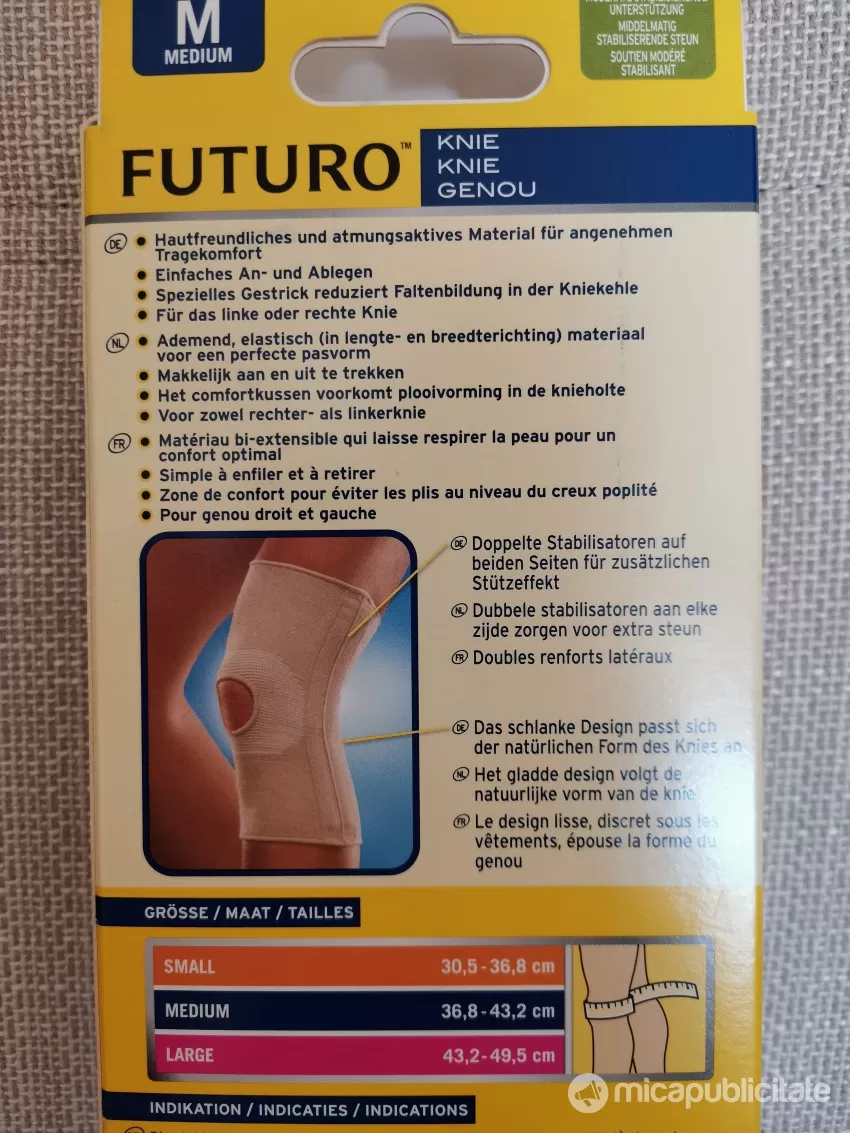 M
MEDIUM
UNTERSTÜTZUNG
MIDDELMATIG
STABILISERENDE STEUN
SOUTIEN MODÉRÉ
STABILISANT
FUTURO™
KNIE
KNIE
GENOU
DE • Hautfreundliches und atmungsaktives Material für angenehmen
Tragekomfort
• Einfaches An- und Ablegen
• Spezielles Gestrick reduziert Faltenbildung in der Kniekehle
• Für das linke oder rechte Knie
NL • Ademend, elastisch (in lengte- en breedterichting) materiaal
voor een perfecte pasvorm
• Makkelijk aan en uit te trekken
• Het comfortkussen voorkomt plooivorming in de knieholte
• Voor zowel rechter- als linkerknie
FR • Matériau bi-extensible qui laisse respirer la peau pour un
confort optimal
• Simple à enfiler et à retirer
• Zone de confort pour éviter les plis au niveau du creux poplité
• Pour genou droit et gauche
DE Doppelte Stabilisatoren auf
beiden Seiten für zusätzlichen
Stützeffekt
NL Dubbele stabilisatoren aan elke
zijde zorgen voor extra steun
FR Doubles renforts latéraux
DE Das schlanke Design passt sich
der natürlichen Form des Knies an
NL Het gladde design volgt de
natuurlijke vorm van de knie
FR Le design lisse, discret sous les
vêtements, épouse la forme du
genou
GRÖSSE / MAAT / TAILLES
SMALL 30,5-36,8 cm
MEDIUM 36,8-43,2 cm
LARGE 43,2-49,5 cm
micapublicitate
INDIKATION / INDICATIES / INDICATIONS